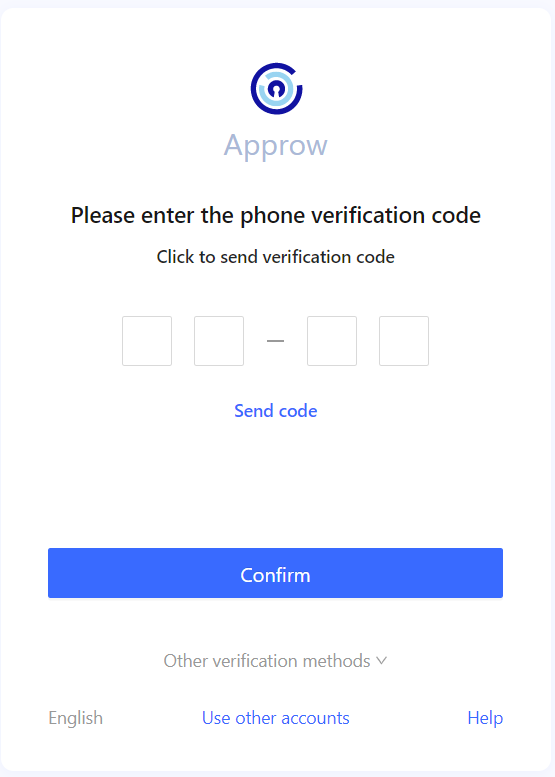 Approw
Please enter the phone verification code
Click to send verification code
Send code
Confirm
Other verification methods
English Use other accounts Help